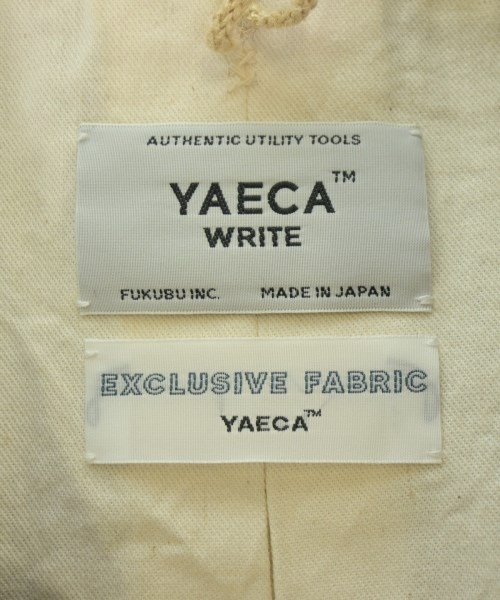 AUTHENTIC UTILITY TOOLS
YAECA™
WRITE
FUKUBU INC. MADE IN JAPAN
EXCLUSIVE FABRIC
YAECA™